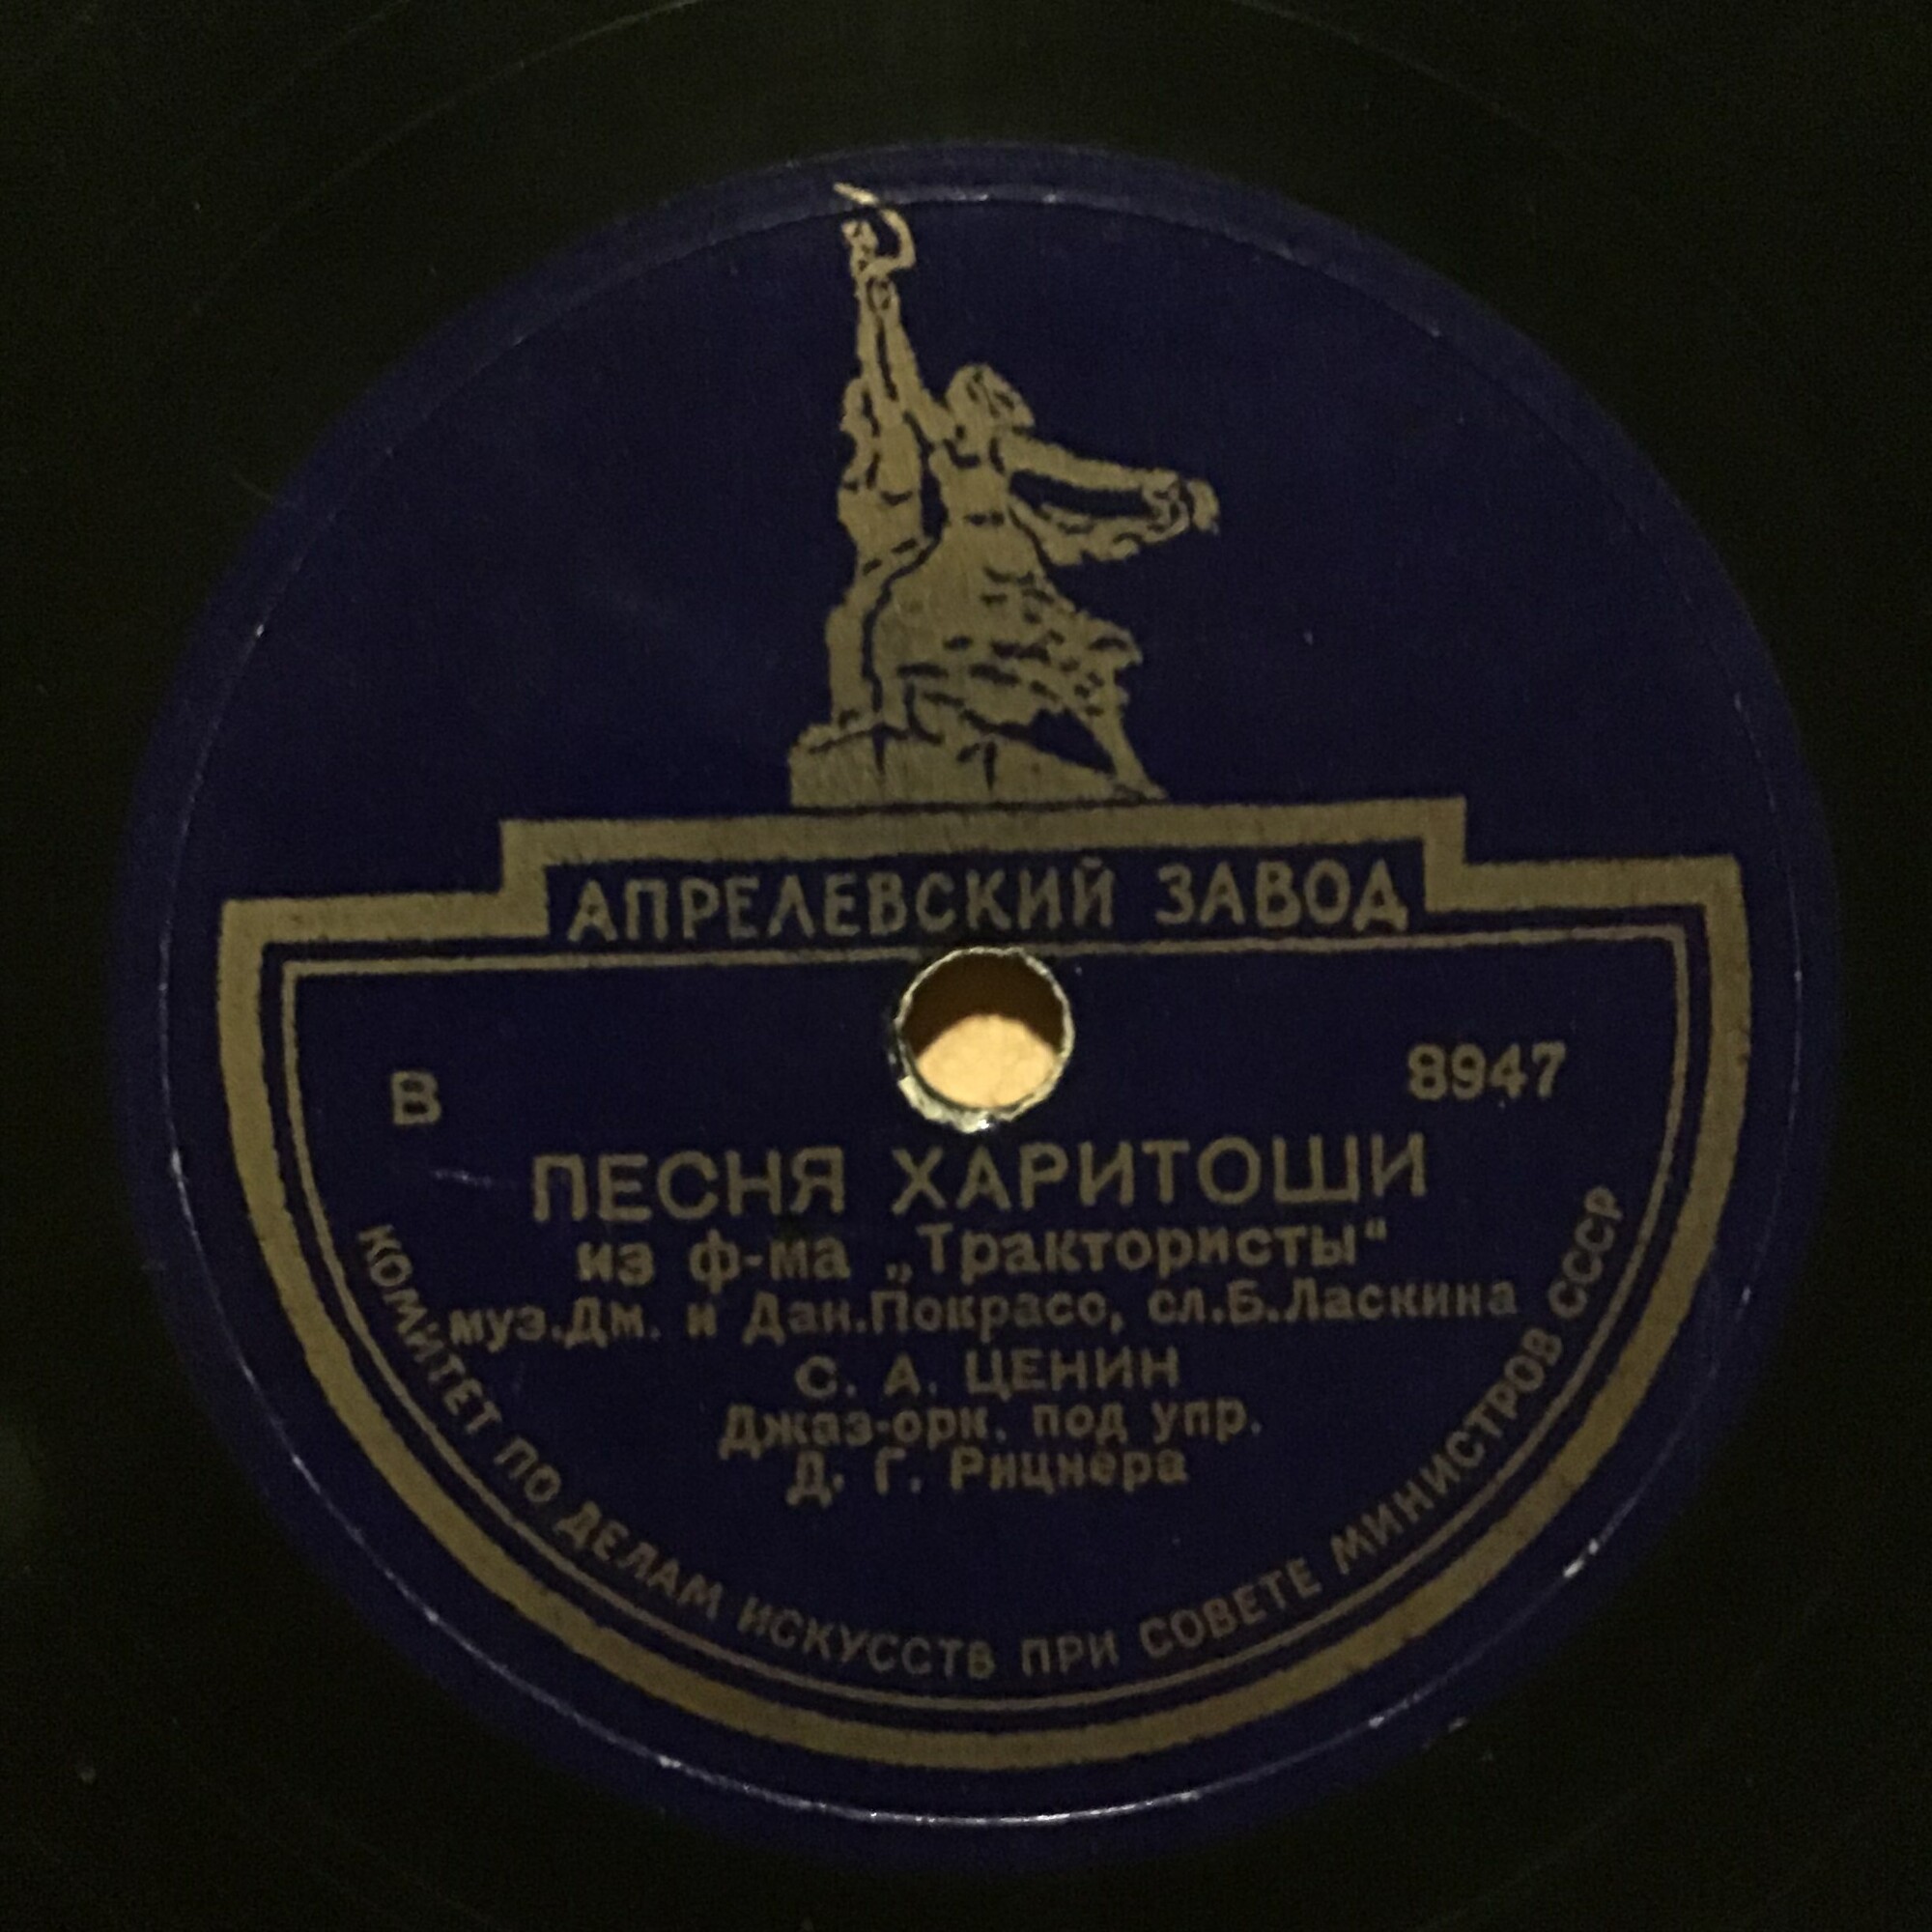 АПРЕЛЕВСКИЙ ЗАВОД
В 8947
ПЕСНЯ ХАРИТОШИ
из ф-ма „Трактористы“
муз.Дм. и Дан.Покрасс, сл.Б.Ласкина
С. А. ЦЕНИН
Джаз-орк. под упр.
Д. Г. Рицнера
КОМИТЕТ ПО ДЕЛАМ ИСКУССТВ ПРИ СОВЕТЕ МИНИСТРОВ СССР